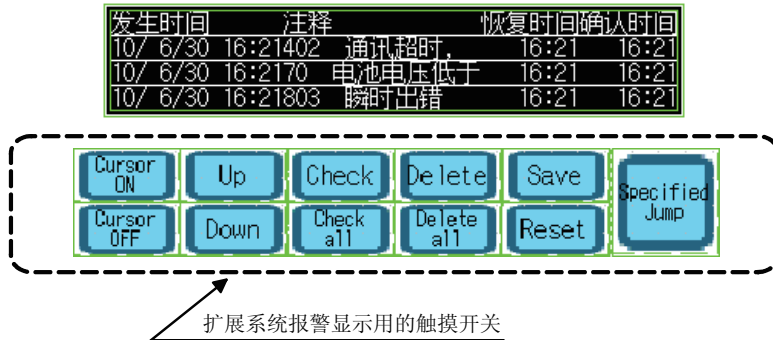 发生时间 注释 恢复时间确认时间
10/ 6/30 16:21402 通讯超时, 16:21 16:21
10/ 6/30 16:2170 电池电压低于 16:21 16:21
10/ 6/30 16:21803 瞬时出错 16:21 16:21
Cursor ON Up Check Delete Save Specified Jump
Cursor OFF Down Check all Delete all Reset
扩展系统报警显示用的触摸开关